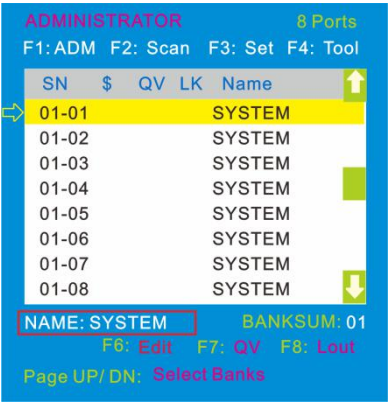 ADMINISTRATOR 8 Ports
F1: ADM F2: Scan F3: Set F4: Tool
SN $ QV LK Name
01-01 SYSTEM
01-02 SYSTEM
01-03 SYSTEM
01-04 SYSTEM
01-05 SYSTEM
01-06 SYSTEM
01-07 SYSTEM
01-08 SYSTEM
NAME: SYSTEM BANKSUM: 01
F6: Edit F7: QV F8: Lout
Page UP/ DN: Select Banks